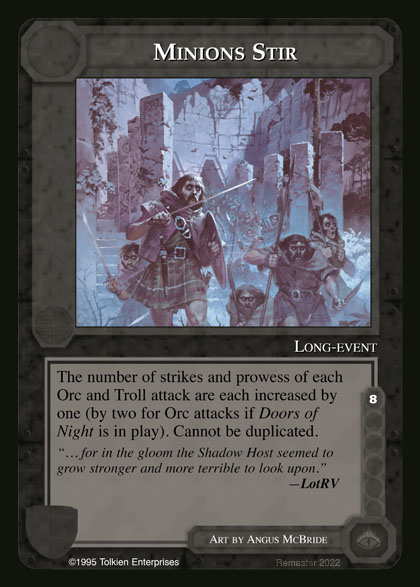 Minions Stir
Long-event
The number of strikes and prowess of each
Orc and Troll attack are each increased by
one (by two for Orc attacks if Doors of
Night is in play). Cannot be duplicated.
8
“…for in the gloom the Shadow Host seemed to
grow stronger and more terrible to look upon.”
—LotRV
Art by Angus McBride
©1995 Tolkien Enterprises
Remaster 2022